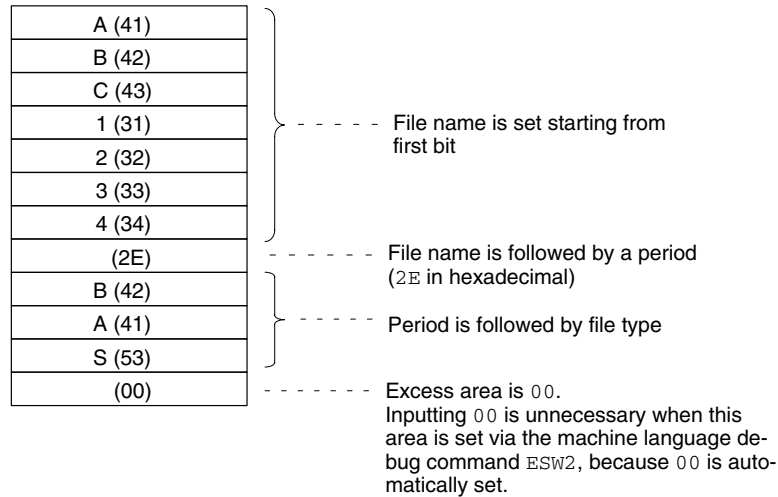 A (41)
B (42)
C (43)
1 (31)
File name is set starting from
first bit
2 (32)
3 (33)
4 (34)
(2E)
File name is followed by a period
(2E in hexadecimal)
B (42)
A (41)
Period is followed by file type
S (53)
(00)
Excess area is 00.
Inputting 00 is unnecessary when this
area is set via the machine language de-
bug command ESW2, because 00 is auto-
matically set.